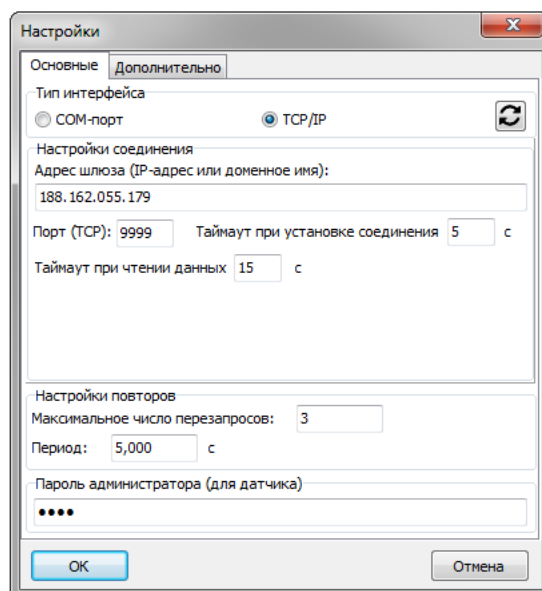 Настройки
Основные Дополнительно
Тип интерфейса
COM-порт TCP/IP
Настройки соединения
Адрес шлюза (IP-адрес или доменное имя):
188.162.055.179
Порт (TCP): 9999 Таймаут при установке соединения 5 с
Таймаут при чтении данных 15 с
Настройки повторов
Максимальное число перезапросов: 3
Период: 5,000 с
Пароль администратора (для датчика)
••••
OK Отмена